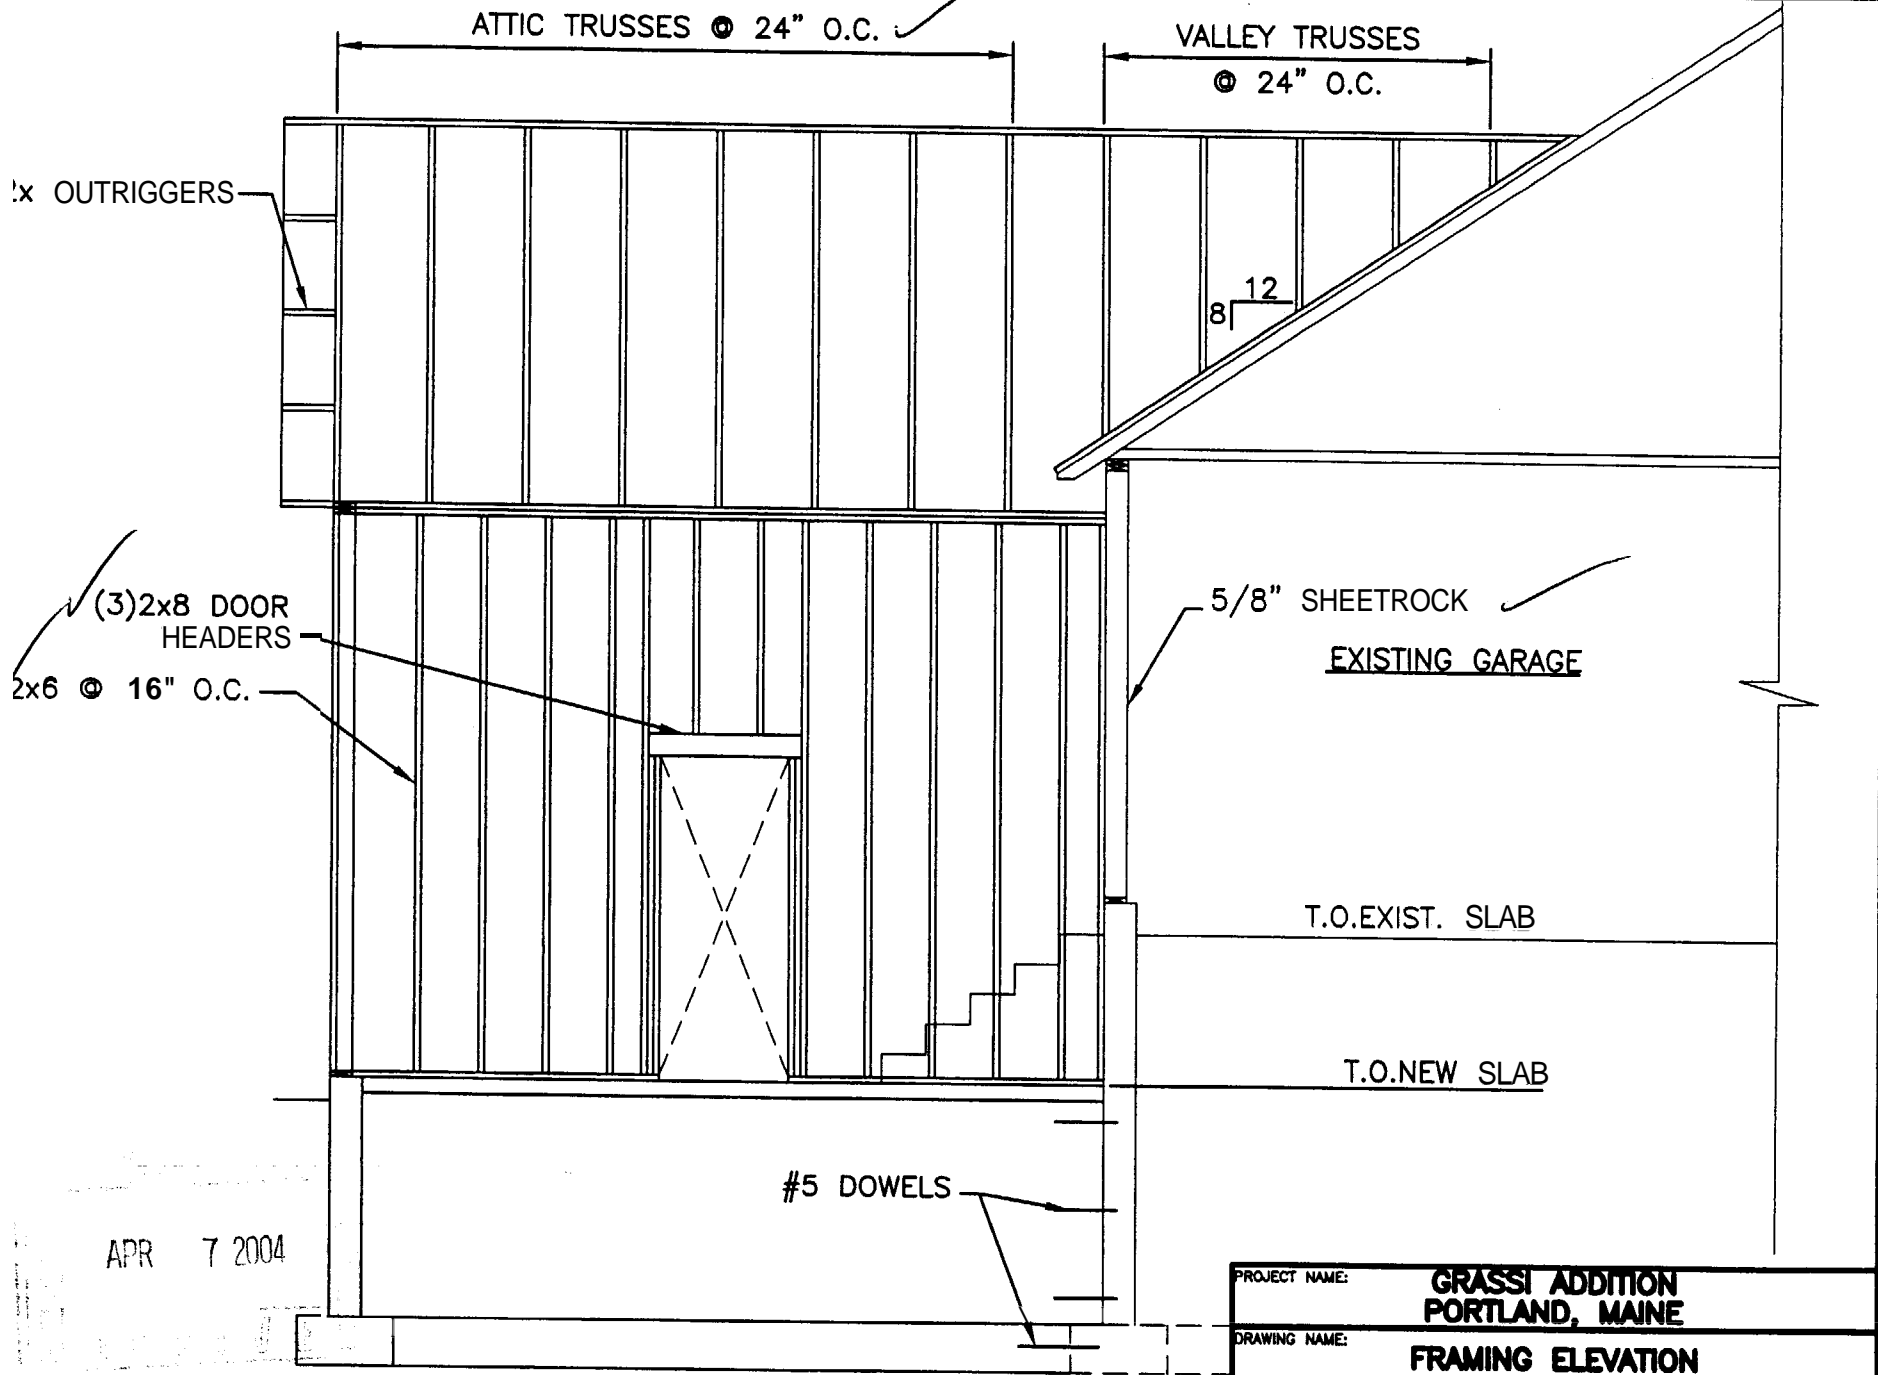 ATTIC TRUSSES @ 24" O.C.
VALLEY TRUSSES
@ 24" O.C.
x OUTRIGGERS
12
8
(3)2x8 DOOR
HEADERS
2x6 @ 16" O.C.
5/8" SHEETROCK
EXISTING GARAGE
T.O.EXIST. SLAB
T.O.NEW SLAB
#5 DOWELS
APR 7 2004
PROJECT NAME:
GRASSI ADDITION
PORTLAND, MAINE
DRAWING NAME:
FRAMING ELEVATION